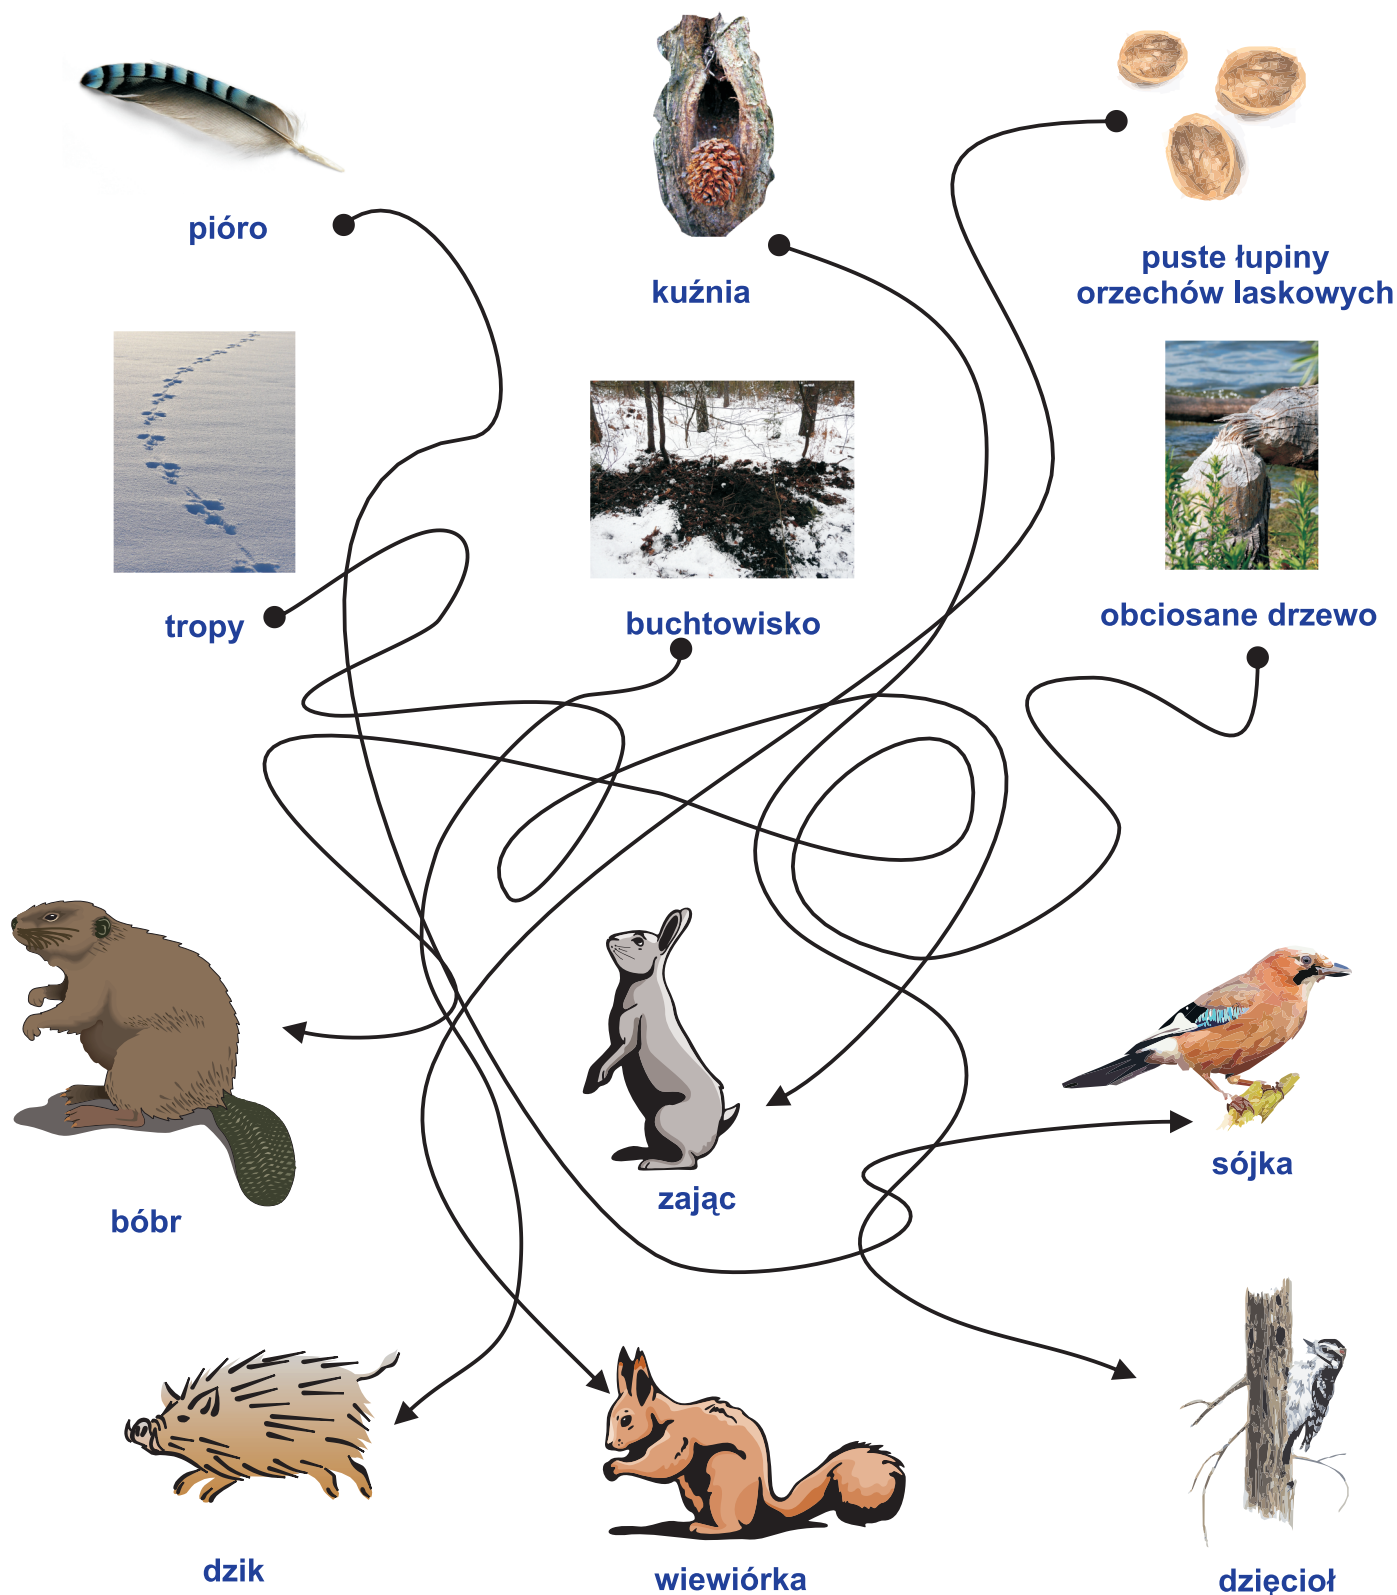 pióro
kuźnia
puste łupiny
orzechów laskowych
tropy
buchtowisko
obciosane drzewo
bóbr
zając
sójka
dzik
wiewiórka
dzięcioł